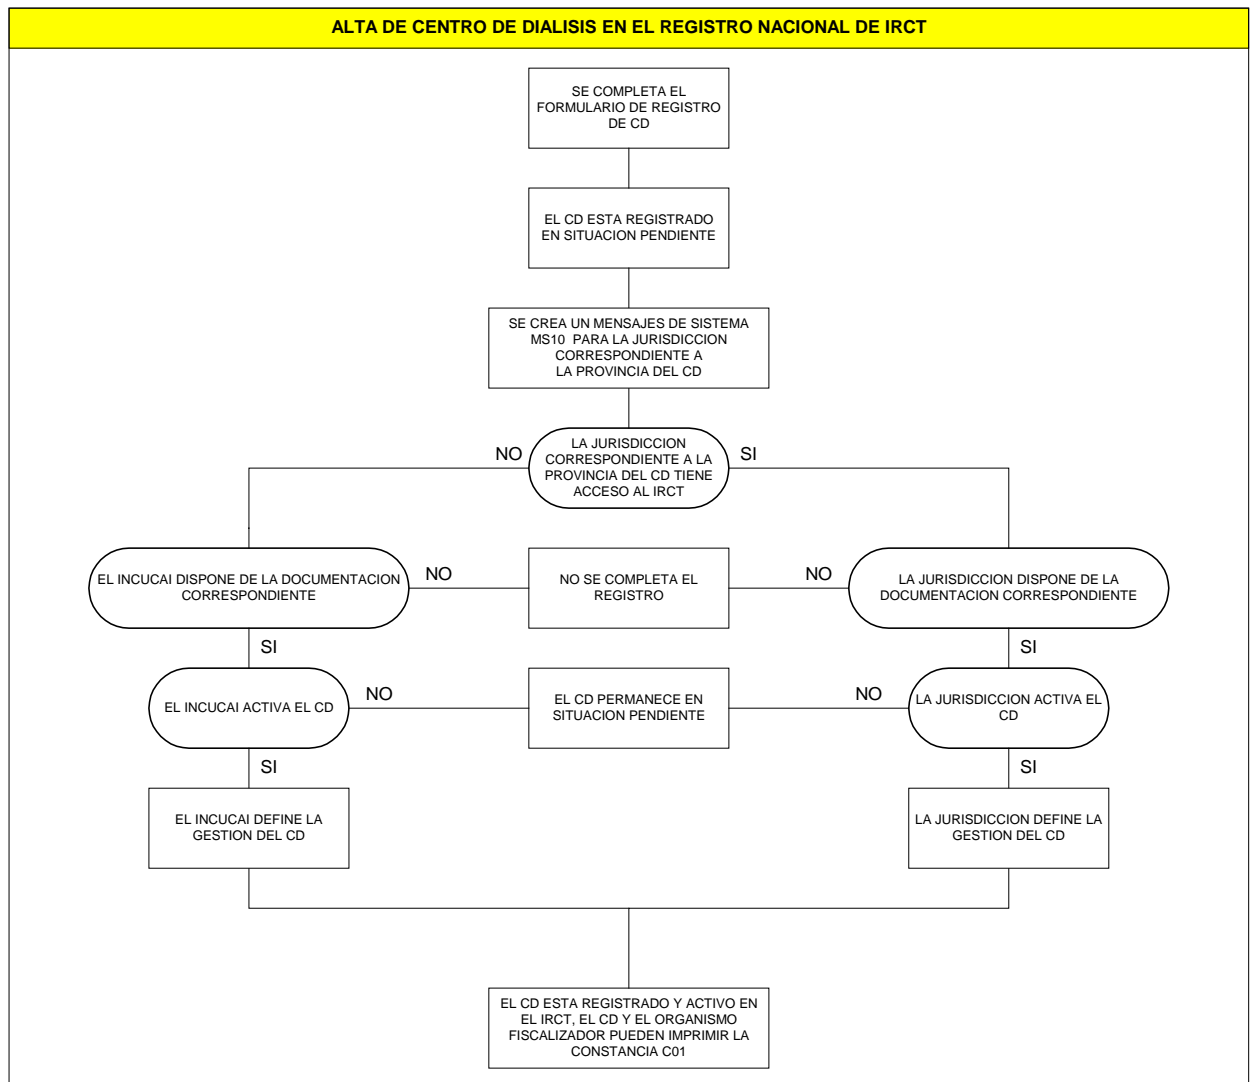 ALTA DE CENTRO DE DIALISIS EN EL REGISTRO NACIONAL DE IRCT
SE COMPLETA EL
FORMULARIO DE REGISTRO
DE CD
EL CD ESTA REGISTRADO
EN SITUACION PENDIENTE
SE CREA UN MENSAJES DE SISTEMA
MS10 PARA LA JURISDICCION
CORRESPONDIENTE A
LA PROVINCIA DEL CD
NO
LA JURISDICCION
CORRESPONDIENTE A LA
PROVINCIA DEL CD TIENE
ACCESO AL IRCT
SI
EL INCUCAI DISPONE DE LA DOCUMENTACION
CORRESPONDIENTE
NO
NO SE COMPLETA EL
REGISTRO
NO
LA JURISDICCION DISPONE DE LA
DOCUMENTACION CORRESPONDIENTE
SI
SI
EL INCUCAI ACTIVA EL CD
NO
EL CD PERMANECE EN
SITUACION PENDIENTE
NO
LA JURISDICCION ACTIVA EL
CD
SI
SI
EL INCUCAI DEFINE LA
GESTION DEL CD
LA JURISDICCION DEFINE LA
GESTION DEL CD
EL CD ESTA REGISTRADO Y ACTIVO EN
EL IRCT, EL CD Y EL ORGANISMO
FISCALIZADOR PUEDEN IMPRIMIR LA
CONSTANCIA C01